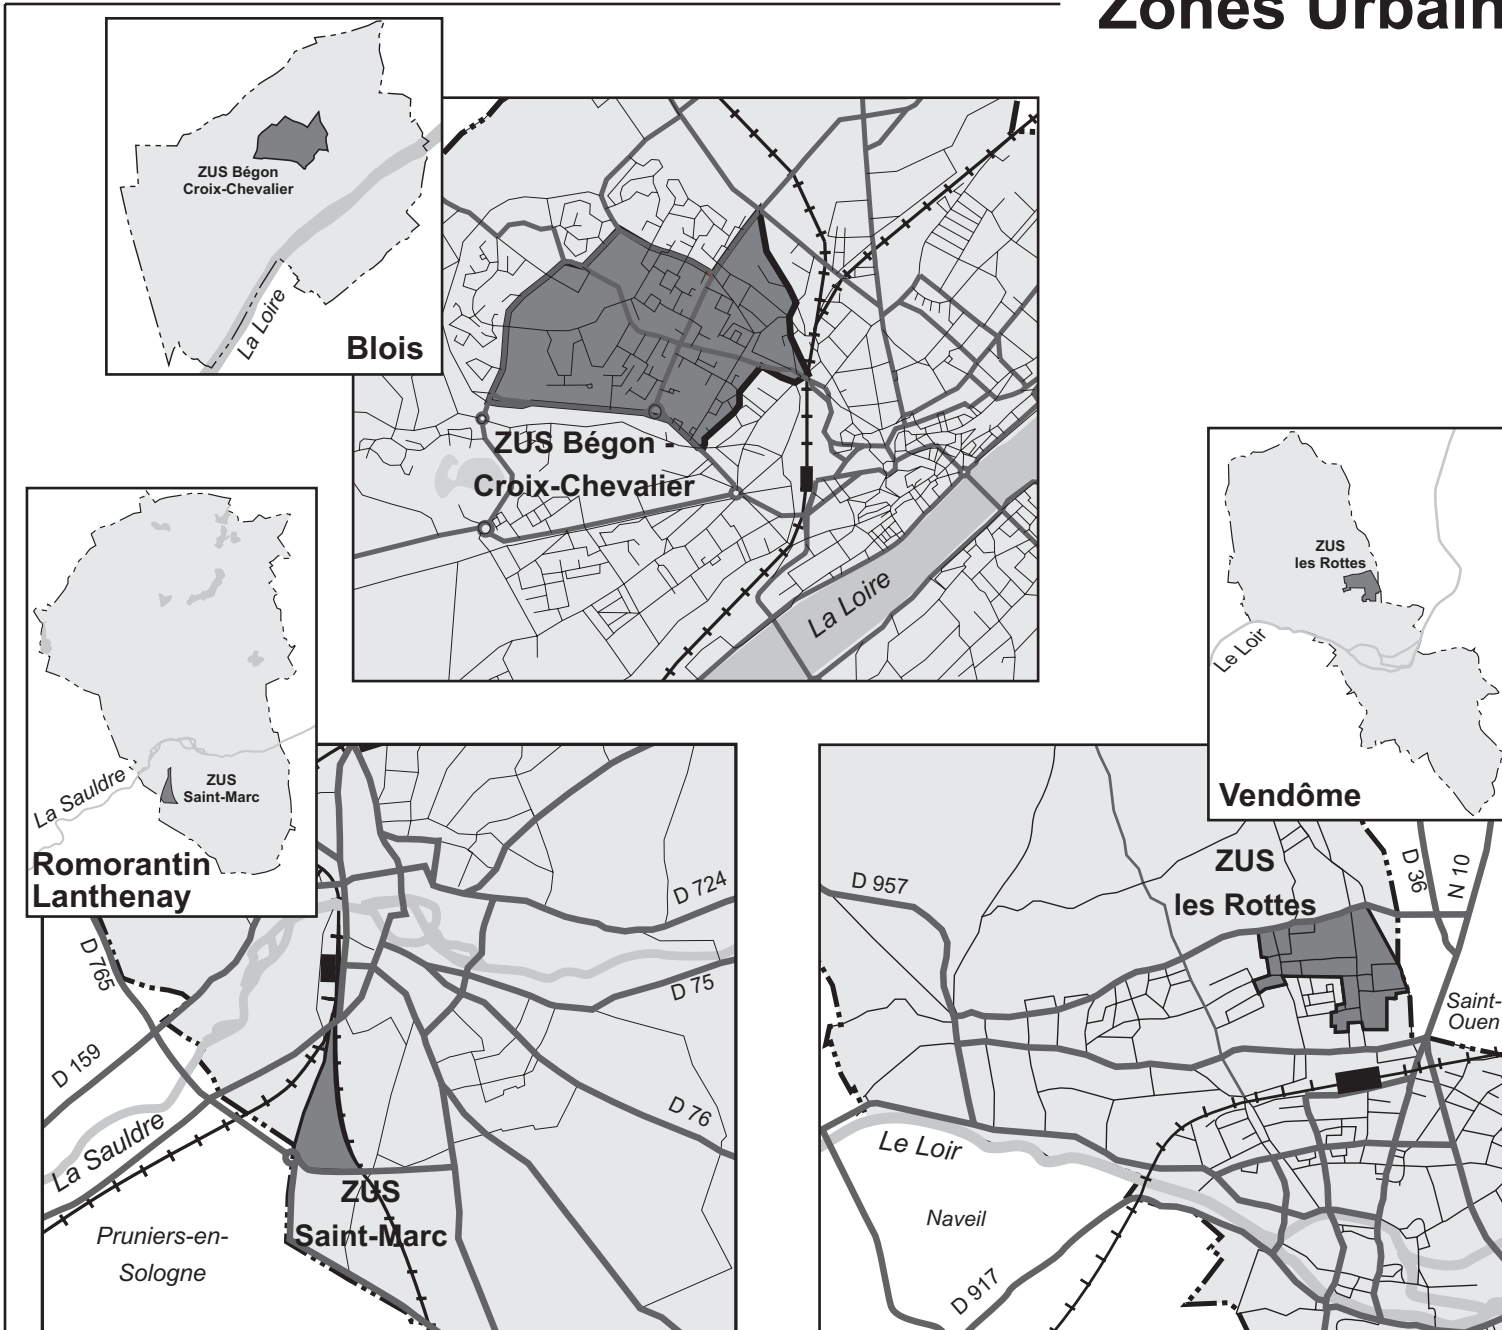 Zones Urbain
ZUS Bégon
Croix-Chevalier
La Loire
Blois
ZUS Bégon -
Croix-Chevalier
La Loire
ZUS
les Rottes
Le Loir
Vendôme
La Sauldre
ZUS
Saint-Marc
Romorantin
Lanthenay
D 724
D 765
D 75
D 159
D 76
La Sauldre
ZUS
Saint-Marc
Pruniers-en-
Sologne
ZUS
les Rottes
D 957
D 36
N 10
Saint-
Ouen
Le Loir
Naveil
D 917